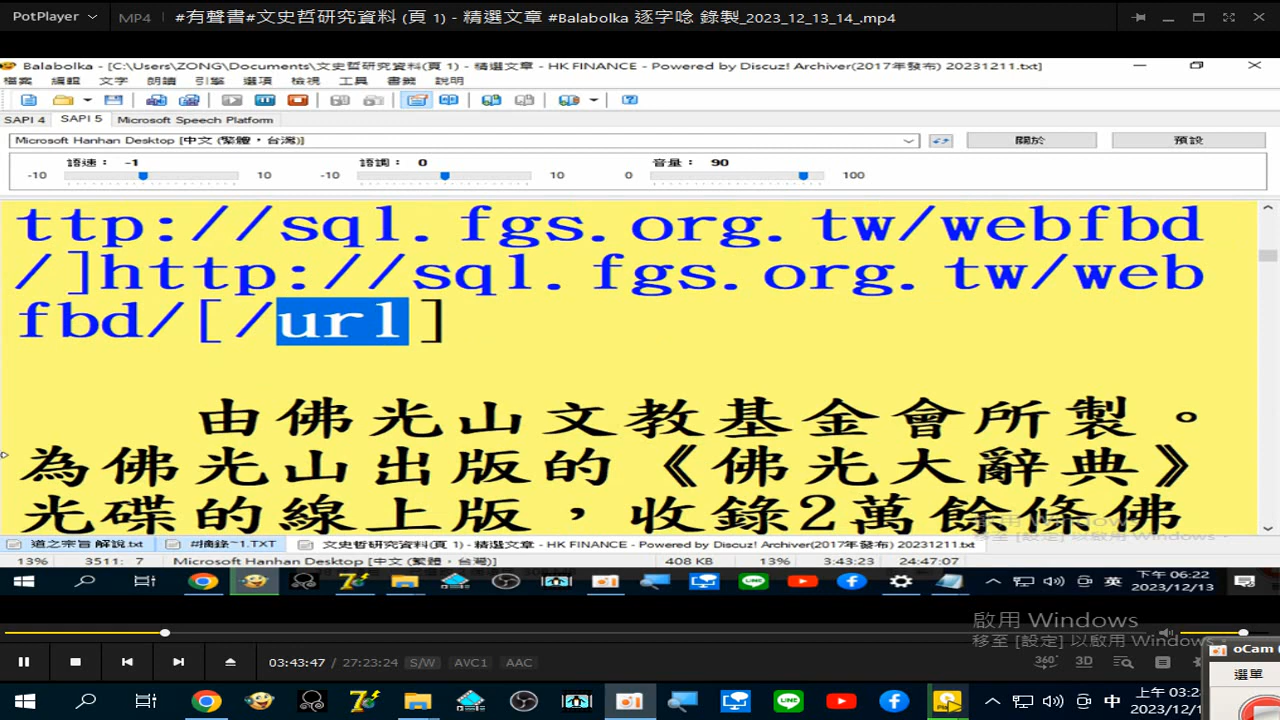 PotPlayer MP4 #有聲書#文史哲研究資料 (頁 1) - 精選文章 #Balabolka 逐字唸 錄製_2023_12_13_14_.mp4
Balabolka - [C:\Users\ZONG\Documents\文史哲研究資料(頁 1) - 精選文章 - HK FINANCE - Powered by Discuz! Archiver(2017年發布) 20231211.txt]
檔案 編輯 文字 朗讀 引擎 選項 檢視 工具 書籤 說明
SAPI 4 SAPI 5 Microsoft Speech Platform
Microsoft Hanhan Desktop [中文 (繁體，台灣)] 關於 預設
語速： -1 語調： 0 音量： 90
-10 10 -10 10 0 100
ttp://sql.fgs.org.tw/webfbd
/]http://sql.fgs.org.tw/web
fbd/[/url]
由佛光山文教基金會所製。
為佛光山出版的《佛光大辭典》
光碟的線上版，收錄2萬餘條佛
啟用 Windows
移至 [設定] 以啟用 Windows。
道之宗旨 解說.txt #摘錄~1.TXT 文史哲研究資料(頁 1) - 精選文章 - HK FINANCE - Powered by Discuz! Archiver(2017年發布) 20231211.txt
13% 3511: 7 Microsoft Hanhan Desktop [中文 (繁體，台灣)] 408 KB 13% 3:43:23 24:47:07
英 下午 06:22
2023/12/13
啟用 Windows
移至 [設定] 以啟用 Windows。
03:43:47 / 27:23:24 S/W AVC1 AAC 360° 3D
oCam
選單
中 上午 03:2
2023/12/1